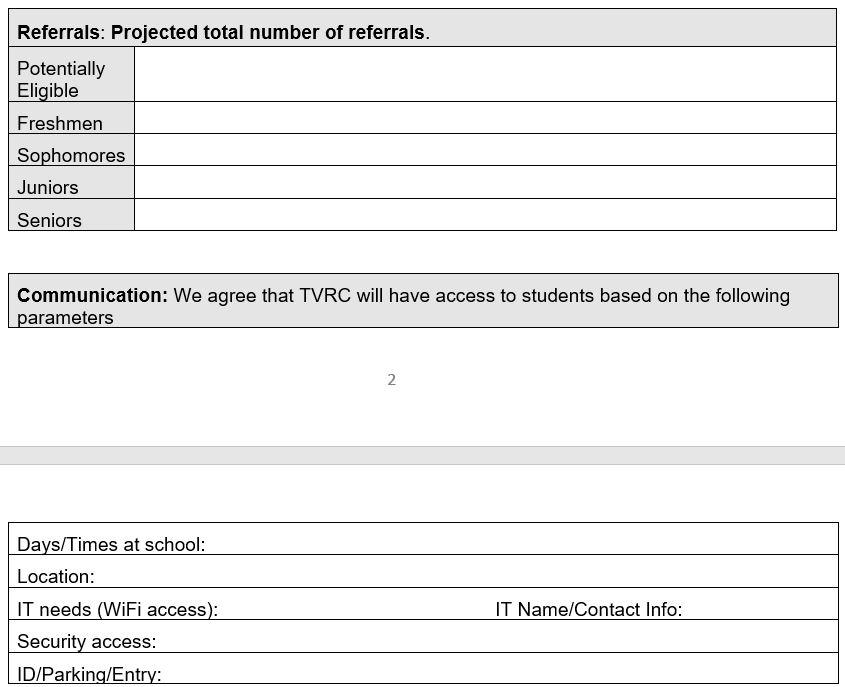 Referrals: Projected total number of referrals.
Potentially
Eligible
Freshmen
Sophomores
Juniors
Seniors
Communication: We agree that TVRC will have access to students based on the following
parameters
2
Days/Times at school:
Location:
IT needs (WiFi access): IT Name/Contact Info:
Security access:
ID/Parking/Entry: